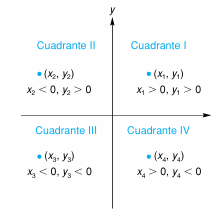 y
Cuadrante II
Cuadrante I
(x₂, y₂)
(x₁, y₁)
x₂ < 0, y₂ > 0
x₁ > 0, y₁ > 0
x
Cuadrante III
Cuadrante IV
(x₃, y₃)
(x₄, y₄)
x₃ < 0, y₃ < 0
x₄ > 0, y₄ < 0